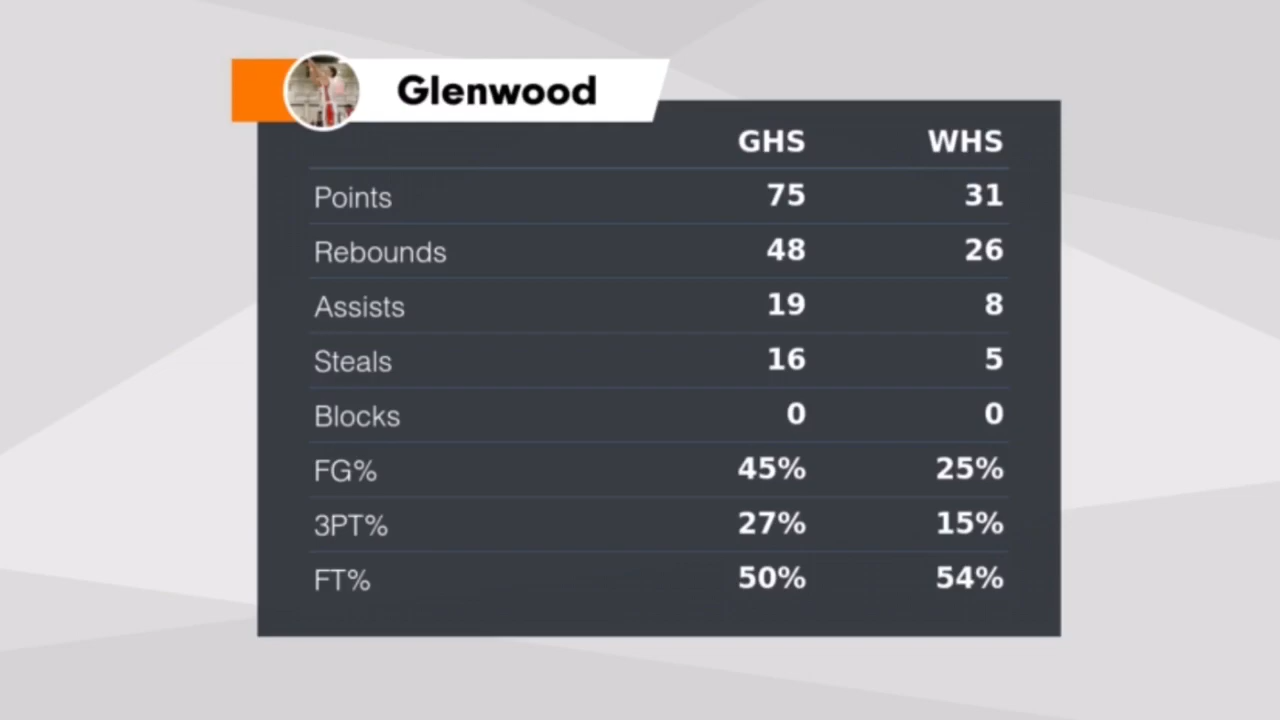 Glenwood
GHS WHS
Points 75 31
Rebounds 48 26
Assists 19 8
Steals 16 5
Blocks 0 0
FG% 45% 25%
3PT% 27% 15%
FT% 50% 54%